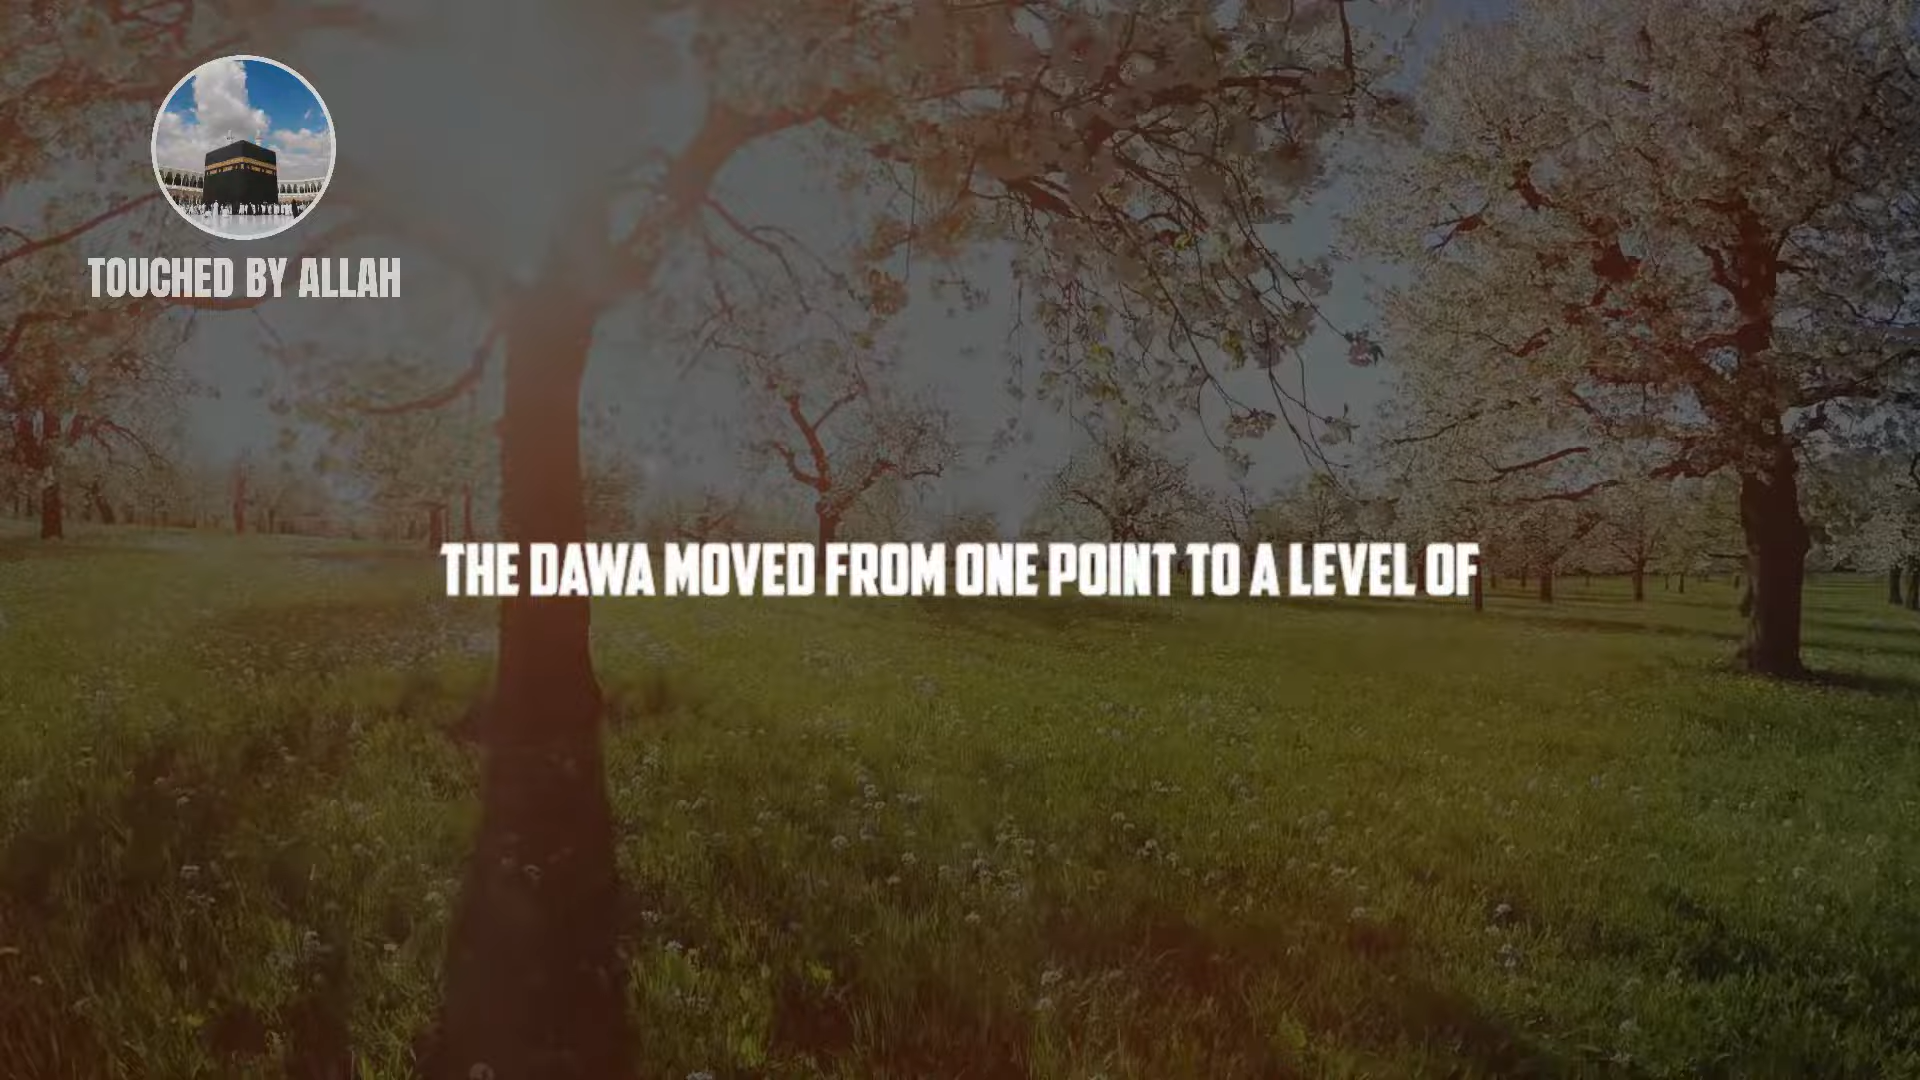 TOUCHED BY ALLAH
THE DAWA MOVED FROM ONE POINT TO A LEVEL OF